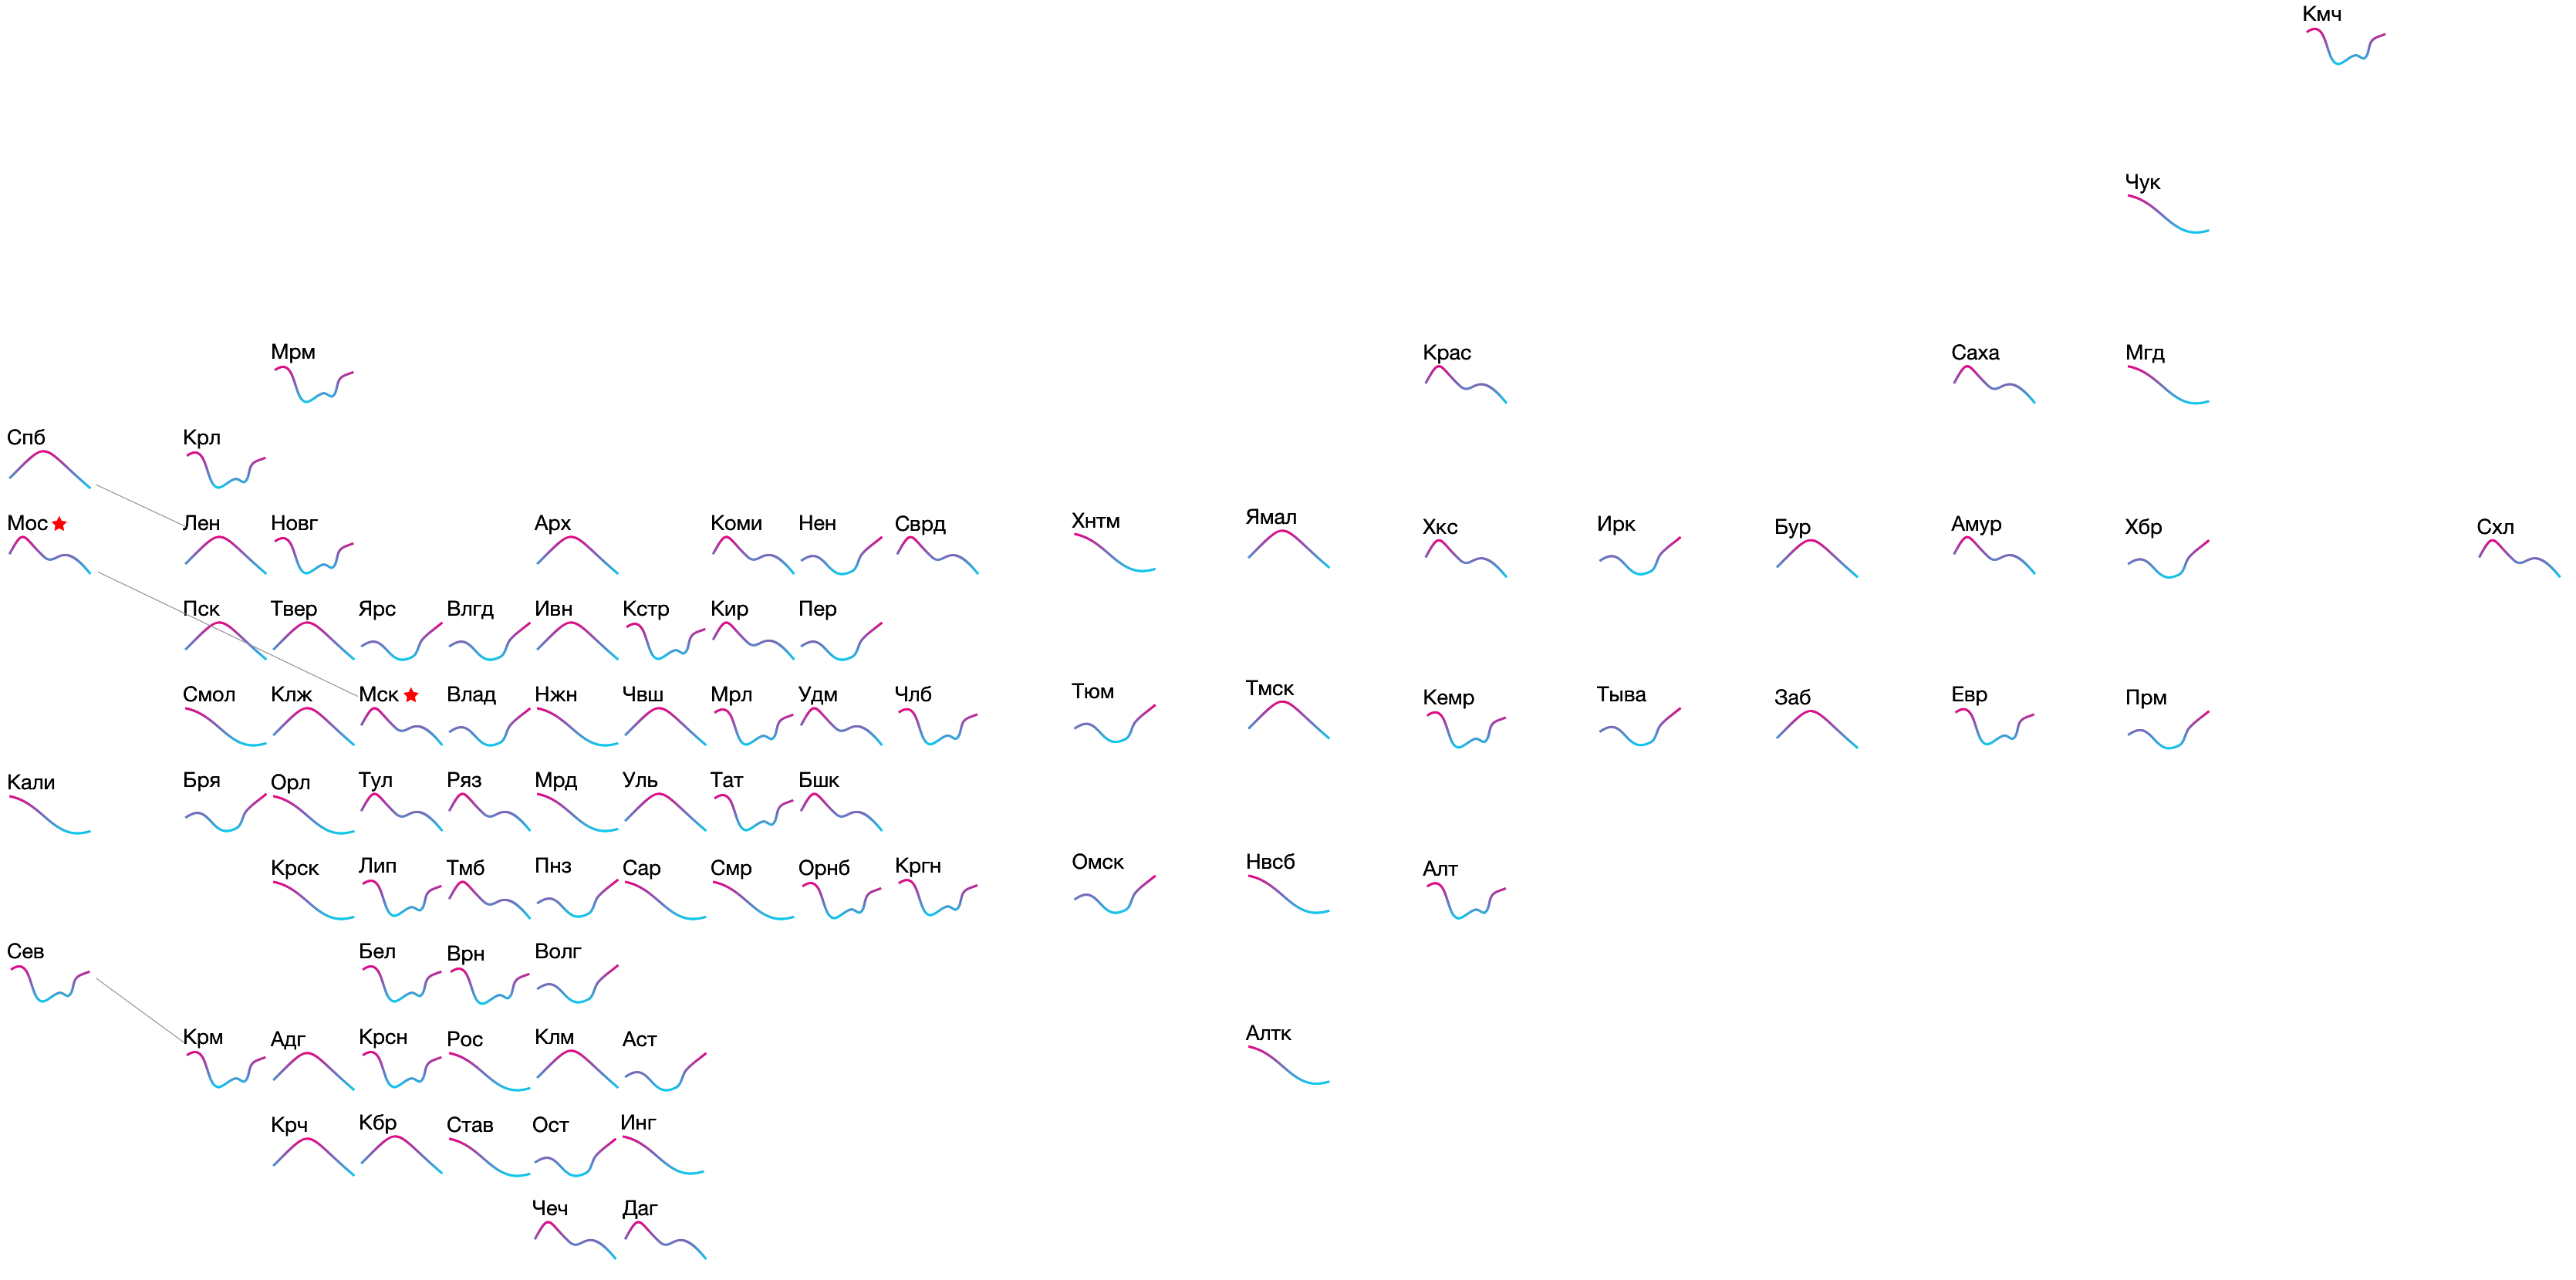 Кмч
Чук
Мрм Крас Саха Мгд
Спб Крл
Мос Лен Новг Арх Коми Нен Сврд Хнтм Ямал Хкс Ирк Бур Амур Хбр Схл
Пск Твер Ярс Влгд Ивн Кстр Кир Пер
Смол Клж Мск Влад Нжн Чвш Мрл Удм Члб Тюм Тмск Кемр Тыва Заб Евр Прм
Кали Бря Орл Тул Ряз Мрд Уль Тат Бшк
Крск Лип Тмб Пнз Сар Смр Орнб Кргн Омск Нвсб Алт
Сев Бел Врн Волг
Крм Адг Крсн Рос Клм Аст Алтк
Крч Кбр Став Ост Инг
Чеч Даг